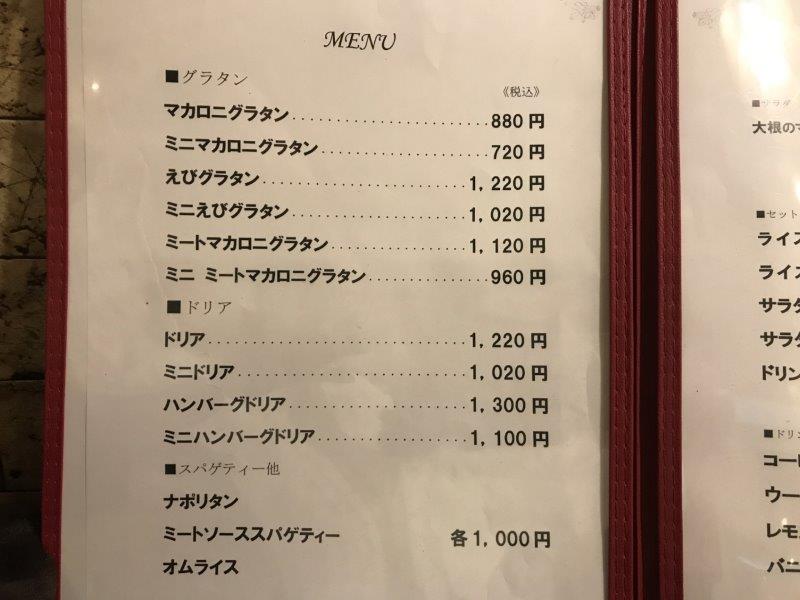 MENU
■グラタン
《税込》
マカロニグラタン......................880円
ミニマカロニグラタン...................720円
えびグラタン.......................1,220円
ミニえびグラタン....................1,020円
ミートマカロニグラタン...............1,120円
ミニ ミートマカロニグラタン.............960円
■ドリア
ドリア.............................1,220円
ミニドリア.........................1,020円
ハンバーグドリア....................1,300円
ミニハンバーグドリア.................1,100円
■スパゲティー他
ナポリタン
ミートソーススパゲティー 各1,000円
オムライス
■サラダ
大根の
■セット
ライス
ライス
サラダ
サラダ
ドリン
■ドリン
コーヒ
ウー
レモ
バニ